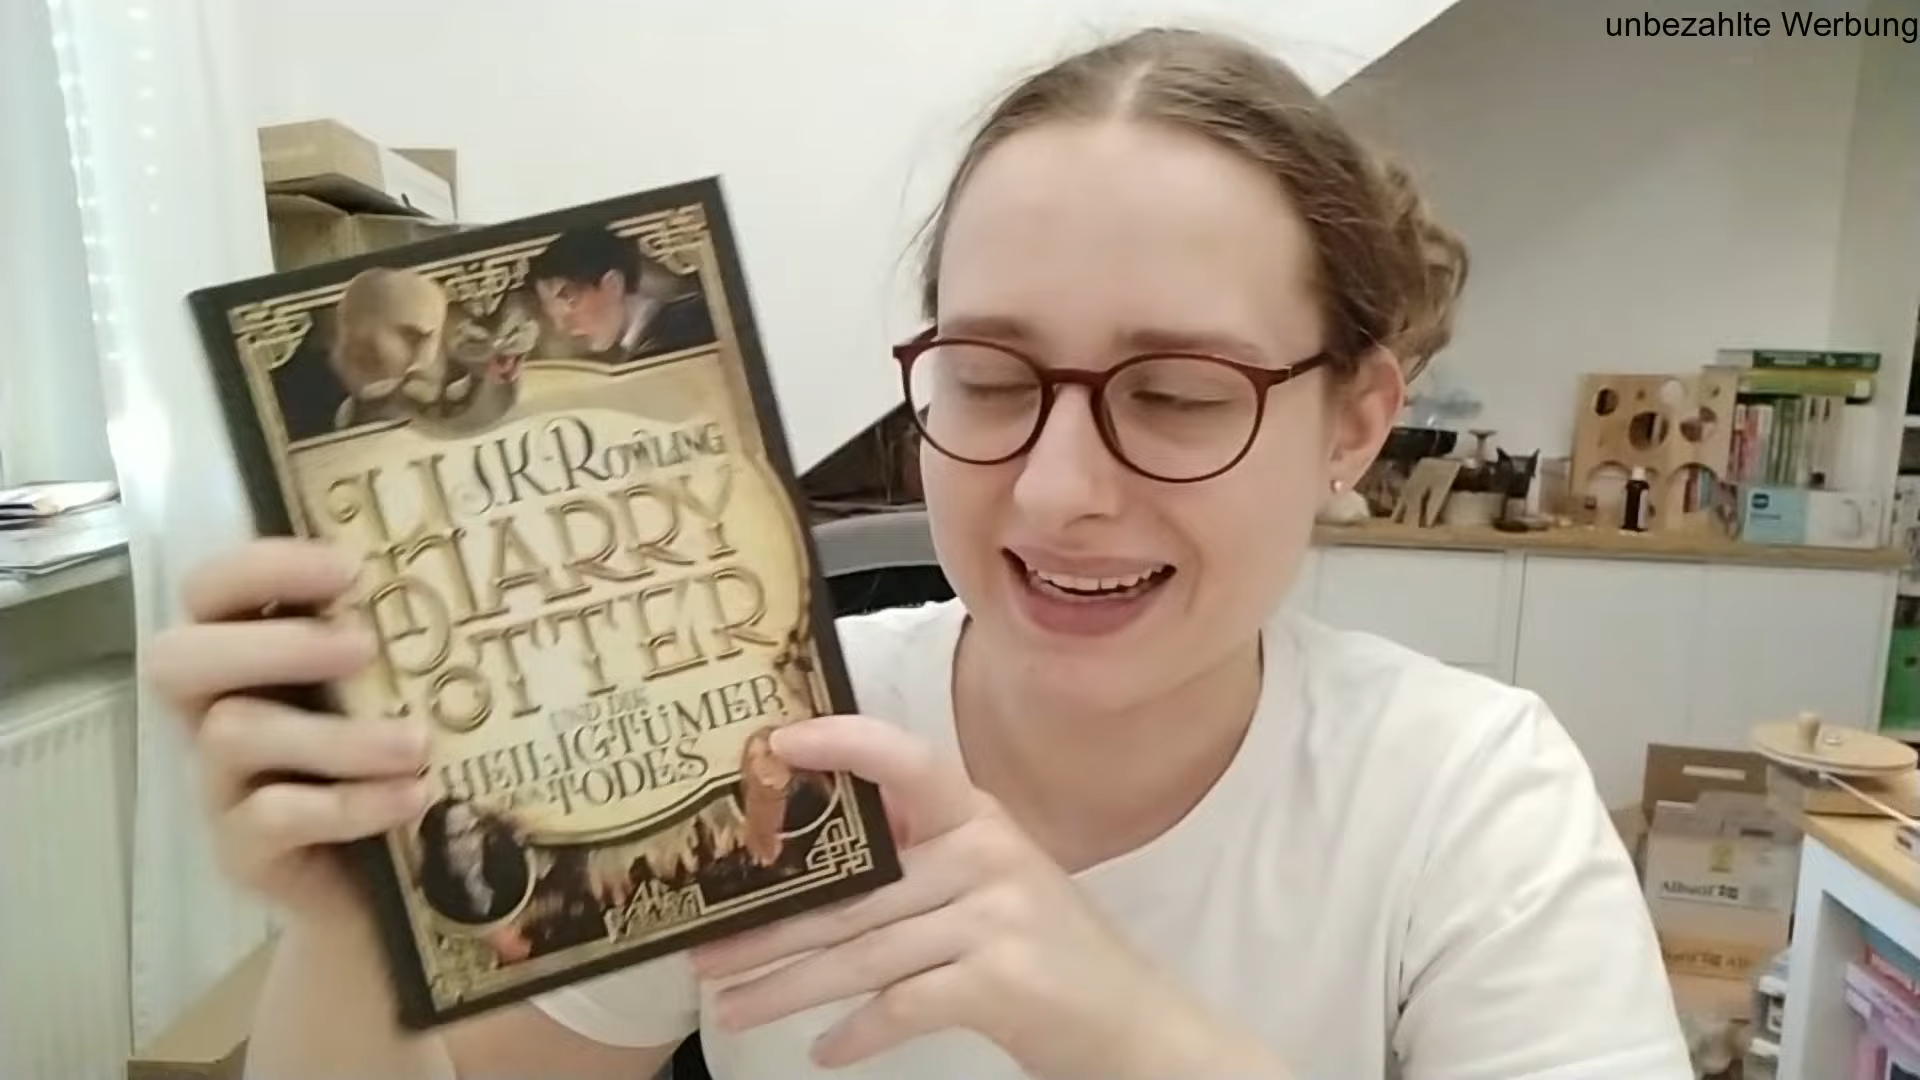 unbezahlte Werbung
J.K. ROWLING
HARRY
POTTER
UND DIE
HEILIGTÜMER
DES TODES